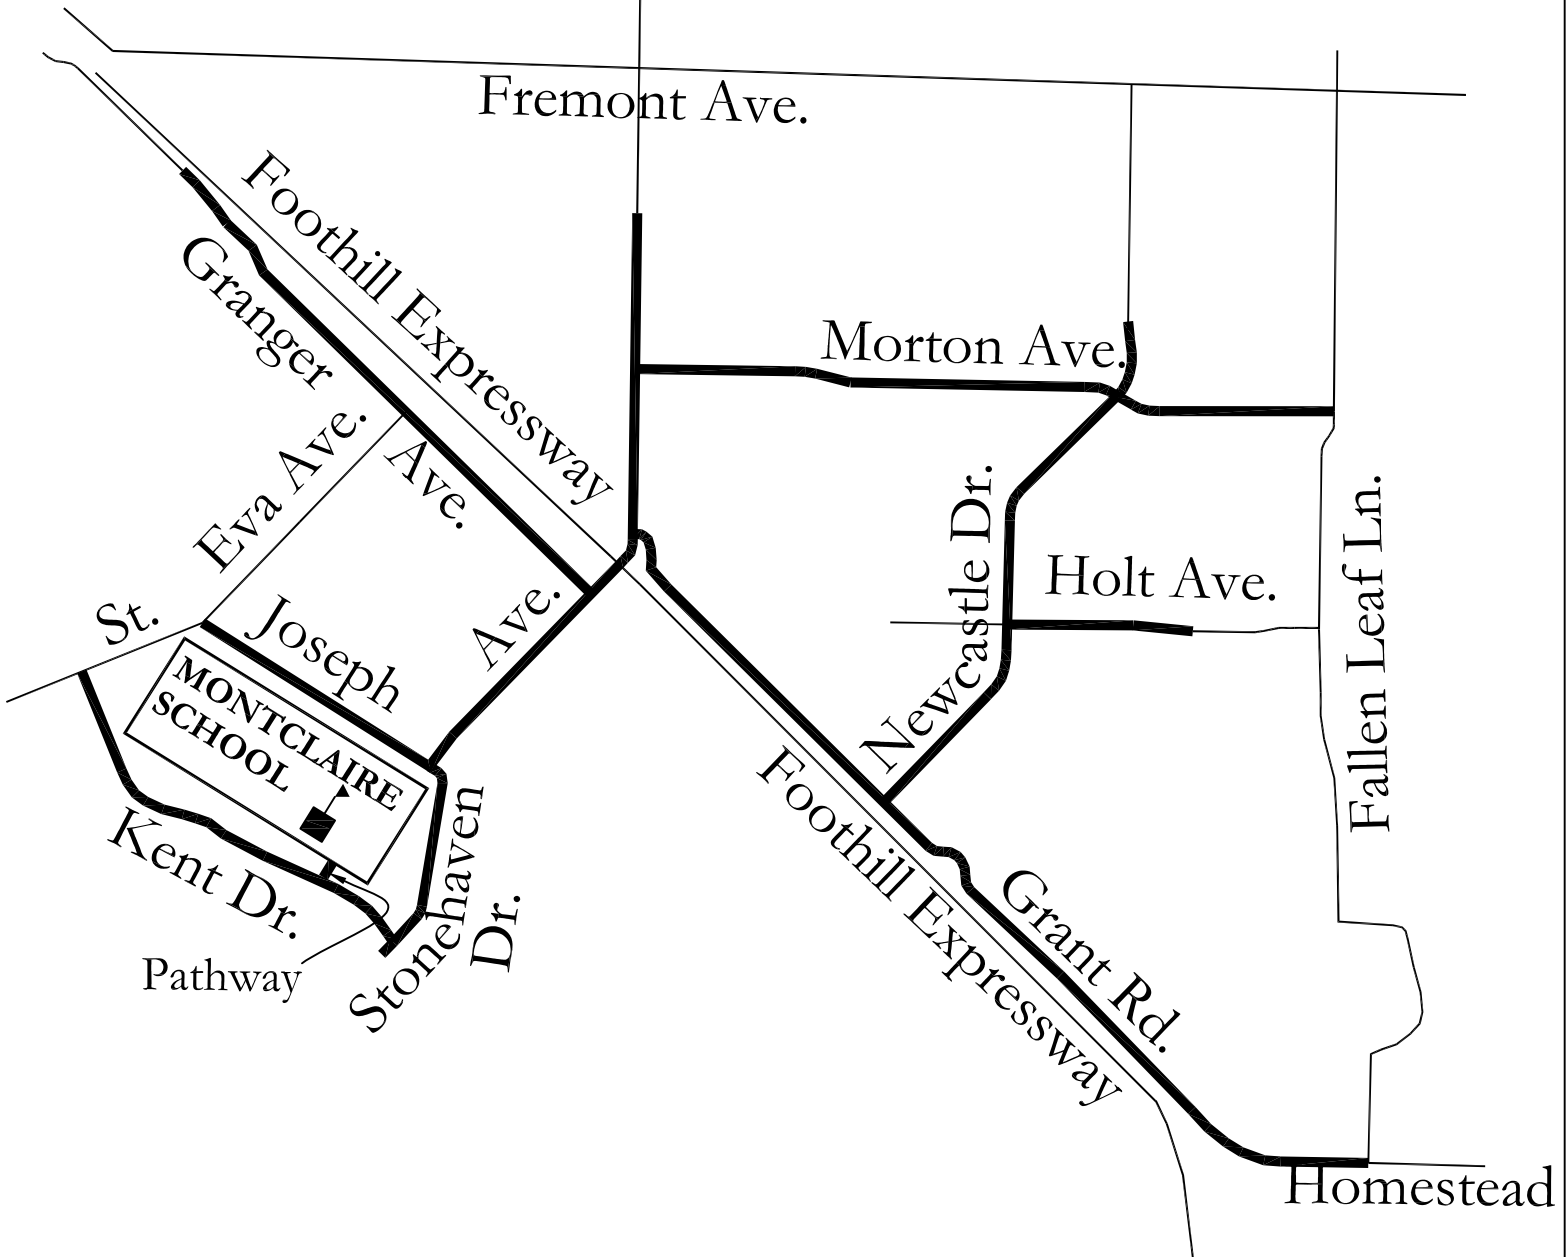 Fremont Ave.
Foothill Expressway
Granger
Ave.
Morton Ave.
Eva Ave.
Newcastle Dr.
Holt Ave.
Fallen Leaf Ln.
St.
Joseph
Ave.
MONTCLAIRE
SCHOOL
Kent Dr.
Stonehaven
Dr.
Pathway
Foothill Expressway
Grant Rd.
Homestead